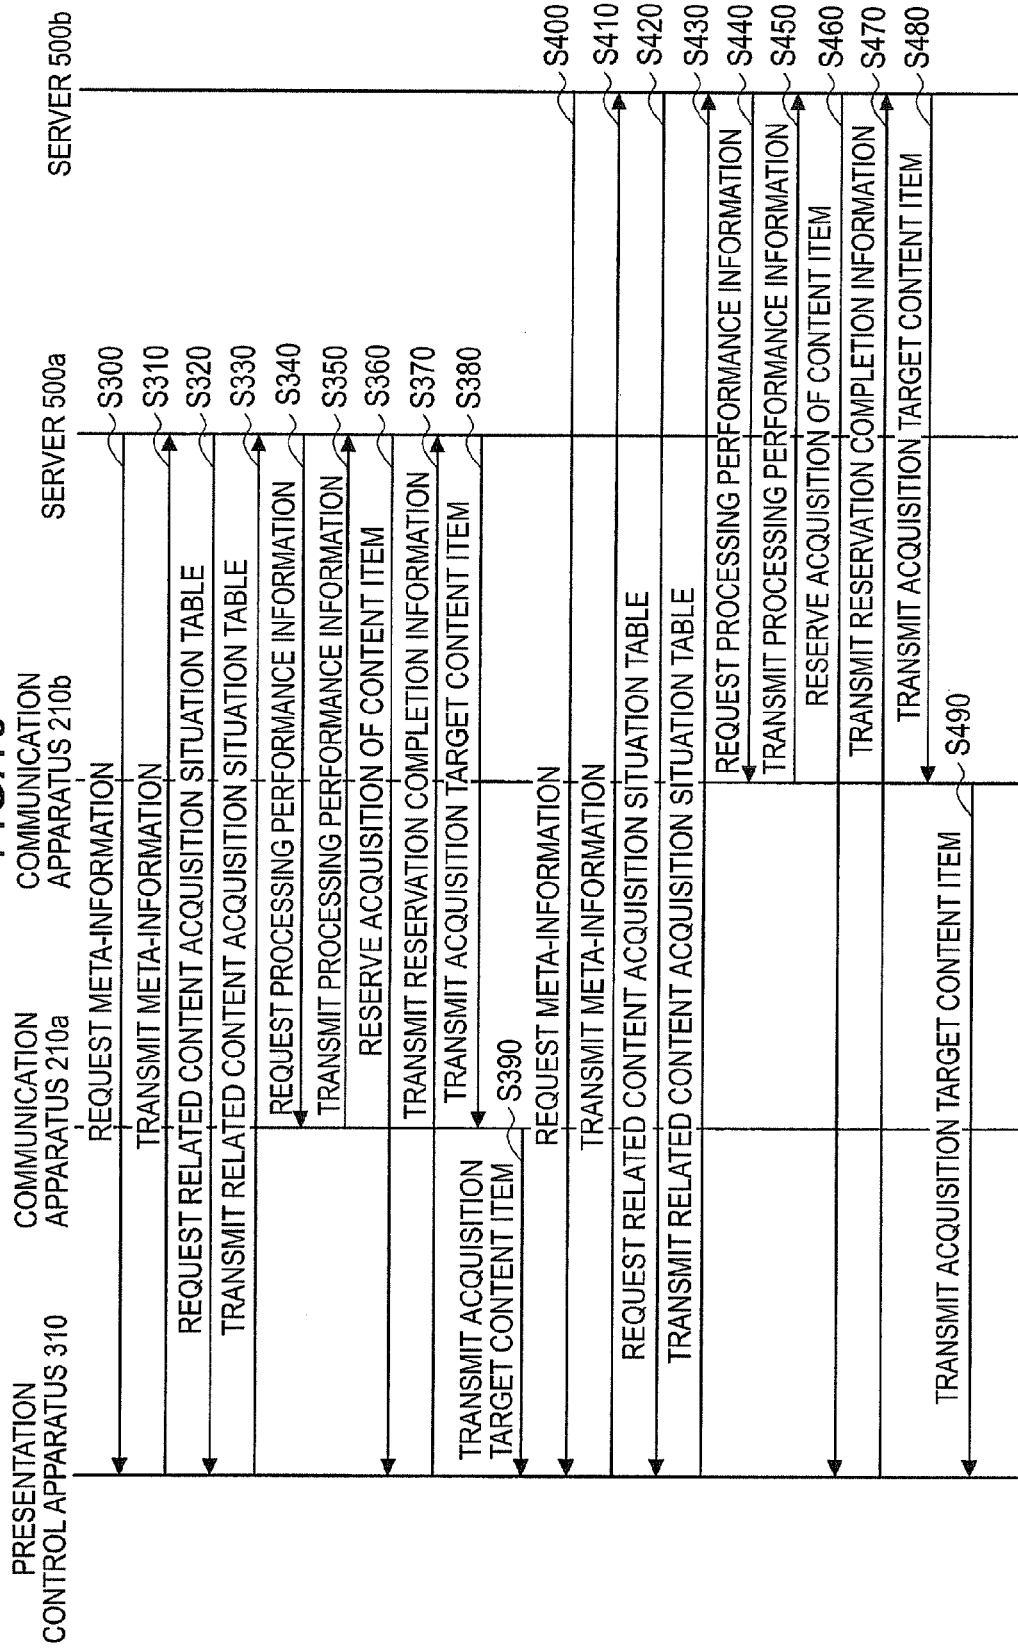 PRESENTATION
CONTROL APPARATUS 310
COMMUNICATION
APPARATUS 210a
COMMUNICATION
APPARATUS 210b
SERVER 500a
SERVER 500b
REQUEST META-INFORMATION
S300
TRANSMIT META-INFORMATION
S310
REQUEST RELATED CONTENT ACQUISITION SITUATION TABLE
S320
TRANSMIT RELATED CONTENT ACQUISITION SITUATION TABLE
S330
REQUEST PROCESSING PERFORMANCE INFORMATION
S340
TRANSMIT PROCESSING PERFORMANCE INFORMATION
S350
RESERVE ACQUISITION OF CONTENT ITEM
S360
TRANSMIT RESERVATION COMPLETION INFORMATION
S370
TRANSMIT ACQUISITION TARGET CONTENT ITEM
S380
TRANSMIT ACQUISITION
TARGET CONTENT ITEM
S390
REQUEST META-INFORMATION
S400
TRANSMIT META-INFORMATION
S410
REQUEST RELATED CONTENT ACQUISITION SITUATION TABLE
S420
TRANSMIT RELATED CONTENT ACQUISITION SITUATION TABLE
S430
REQUEST PROCESSING PERFORMANCE INFORMATION
S440
TRANSMIT PROCESSING PERFORMANCE INFORMATION
S450
RESERVE ACQUISITION OF CONTENT ITEM
S460
TRANSMIT RESERVATION COMPLETION INFORMATION
S470
TRANSMIT ACQUISITION TARGET CONTENT ITEM
S480
TRANSMIT ACQUISITION TARGET CONTENT ITEM
S490